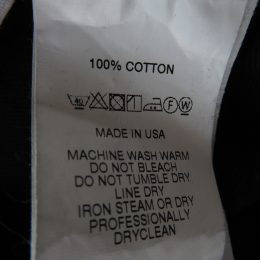 100% COTTON
40 F W
MADE IN USA
MACHINE WASH WARM
DO NOT BLEACH
DO NOT TUMBLE DRY
LINE DRY
IRON STEAM OR DRY
PROFESSIONALLY
DRYCLEAN